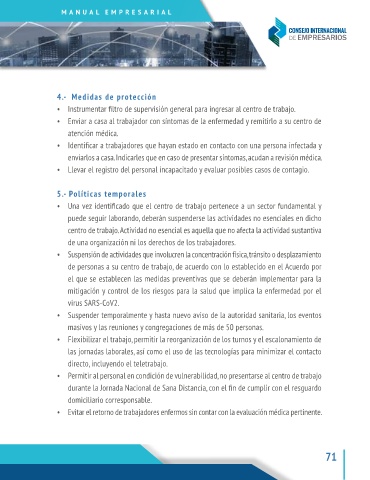 MANUAL EMPRESARIAL
CONSEJO INTERNACIONAL
DE EMPRESARIOS
4.- Medidas de protección
• Instrumentar filtro de supervisión general para ingresar al centro de trabajo.
• Enviar a casa al trabajador con síntomas de la enfermedad y remitirlo a su centro de
atención médica.
• Identificar a trabajadores que hayan estado en contacto con una persona infectada y
enviarlos a casa. Indicarles que en caso de presentar síntomas, acudan a revisión médica.
• Llevar el registro del personal incapacitado y evaluar posibles casos de contagio.
5.- Políticas temporales
• Una vez identificado que el centro de trabajo pertenece a un sector fundamental y
puede seguir laborando, deberán suspenderse las actividades no esenciales en dicho
centro de trabajo. Actividad no esencial es aquella que no afecta la actividad sustantiva
de una organización ni los derechos de los trabajadores.
• Suspensión de actividades que involucren la concentración física, tránsito o desplazamiento
de personas a su centro de trabajo, de acuerdo con lo establecido en el Acuerdo por
el que se establecen las medidas preventivas que se deberán implementar para la
mitigación y control de los riesgos para la salud que implica la enfermedad por el
virus SARS-CoV2.
• Suspender temporalmente y hasta nuevo aviso de la autoridad sanitaria, los eventos
masivos y las reuniones y congregaciones de más de 50 personas.
• Flexibilizar el trabajo, permitir la reorganización de los turnos y el escalonamiento de
las jornadas laborales, así como el uso de las tecnologías para minimizar el contacto
directo, incluyendo el teletrabajo.
• Permitir al personal en condición de vulnerabilidad, no presentarse al centro de trabajo
durante la Jornada Nacional de Sana Distancia, con el fin de cumplir con el resguardo
domiciliario corresponsable.
• Evitar el retorno de trabajadores enfermos sin contar con la evaluación médica pertinente.
71